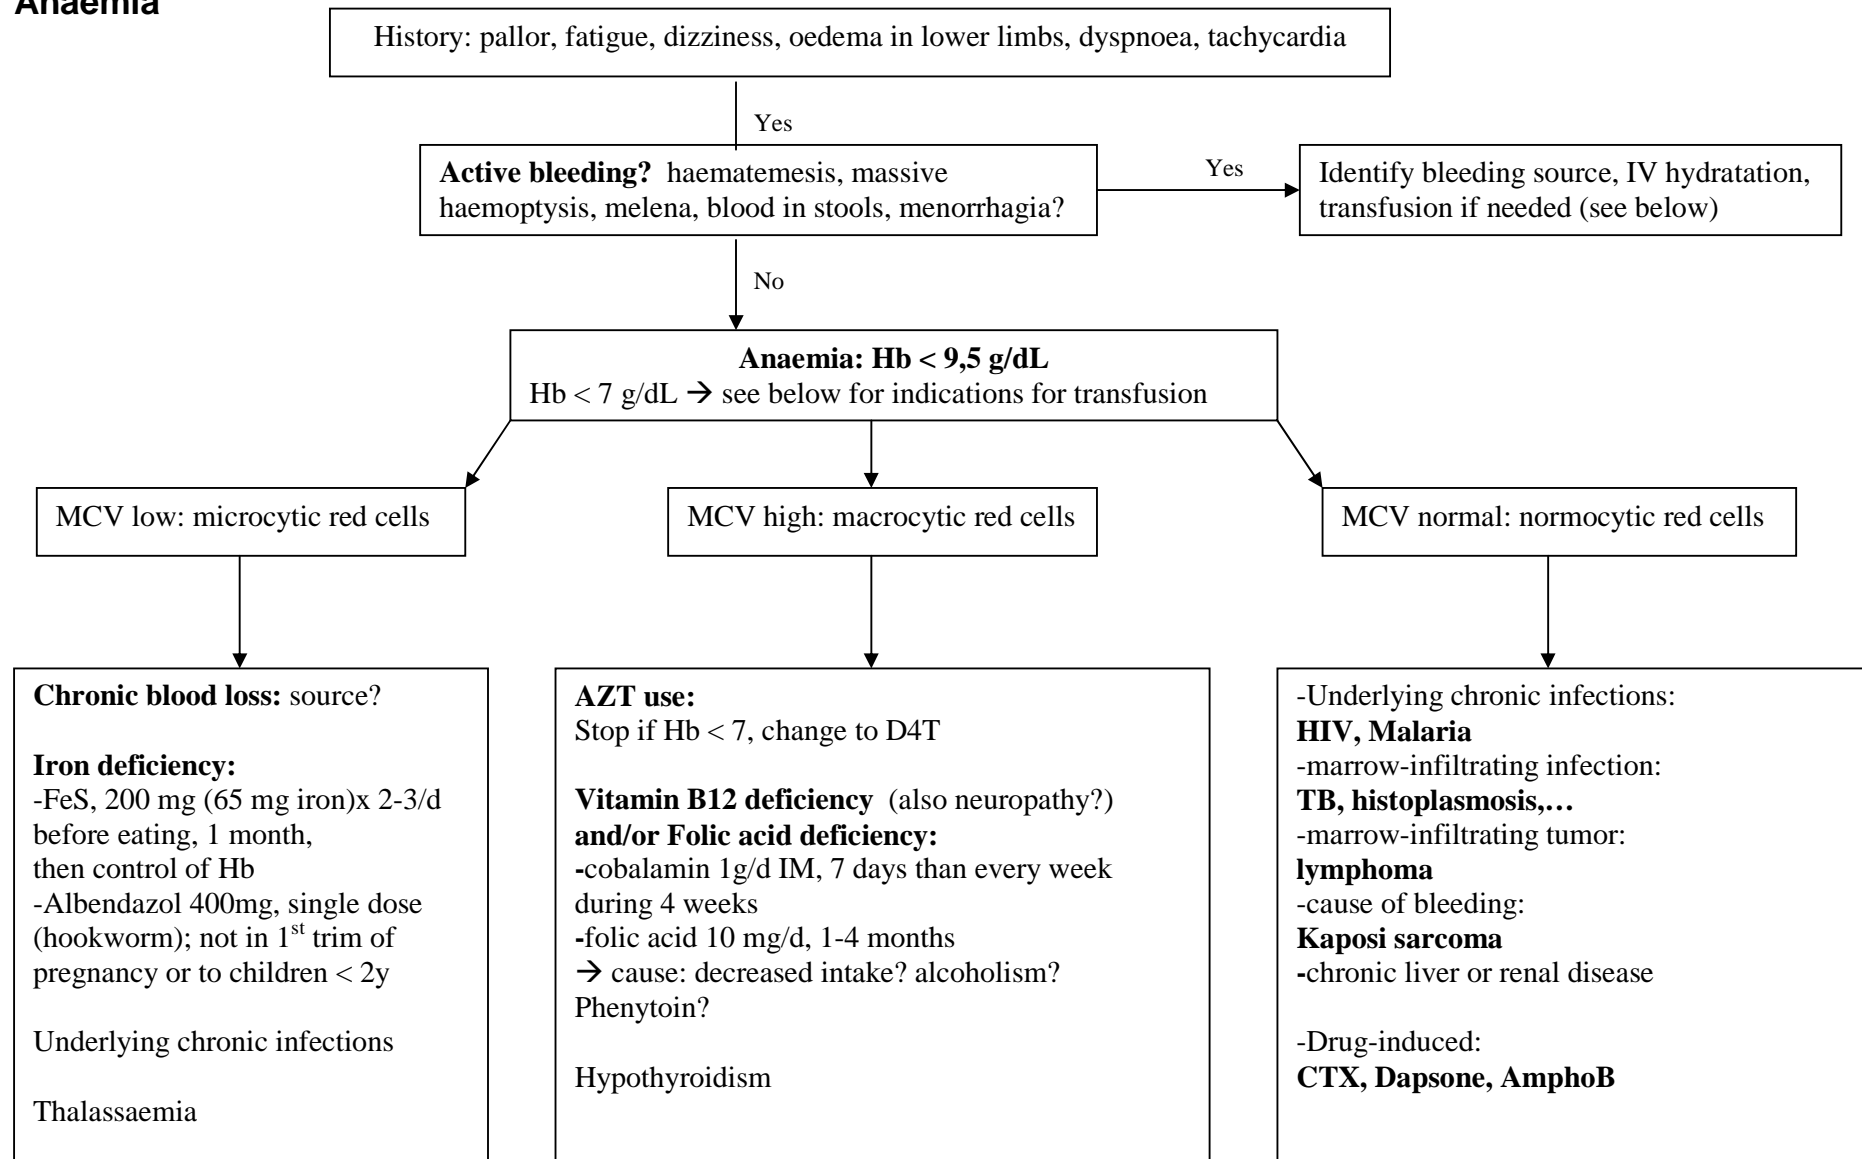 Anaemia
History: pallor, fatigue, dizziness, oedema in lower limbs, dyspnoea, tachycardia
Yes
Active bleeding? haematemesis, massive
haemoptysis, melena, blood in stools, menorrhagia?
Yes
Identify bleeding source, IV hydratation,
transfusion if needed (see below)
No
Anaemia: Hb < 9,5 g/dL
Hb < 7 g/dL → see below for indications for transfusion
MCV low: microcytic red cells
MCV high: macrocytic red cells
MCV normal: normocytic red cells
Chronic blood loss: source?
Iron deficiency:
-FeS, 200 mg (65 mg iron)x 2-3/d
before eating, 1 month,
then control of Hb
-Albendazol 400mg, single dose
(hookworm); not in 1st trim of
pregnancy or to children < 2y
Underlying chronic infections
Thalassaemia
AZT use:
Stop if Hb < 7, change to D4T
Vitamin B12 deficiency (also neuropathy?)
and/or Folic acid deficiency:
-cobalamin 1g/d IM, 7 days than every week
during 4 weeks
-folic acid 10 mg/d, 1-4 months
→ cause: decreased intake? alcoholism?
Phenytoin?
Hypothyroidism
-Underlying chronic infections:
HIV, Malaria
-marrow-infiltrating infection:
TB, histoplasmosis,…
-marrow-infiltrating tumor:
lymphoma
-cause of bleeding:
Kaposi sarcoma
-chronic liver or renal disease
-Drug-induced:
CTX, Dapsone, AmphoB